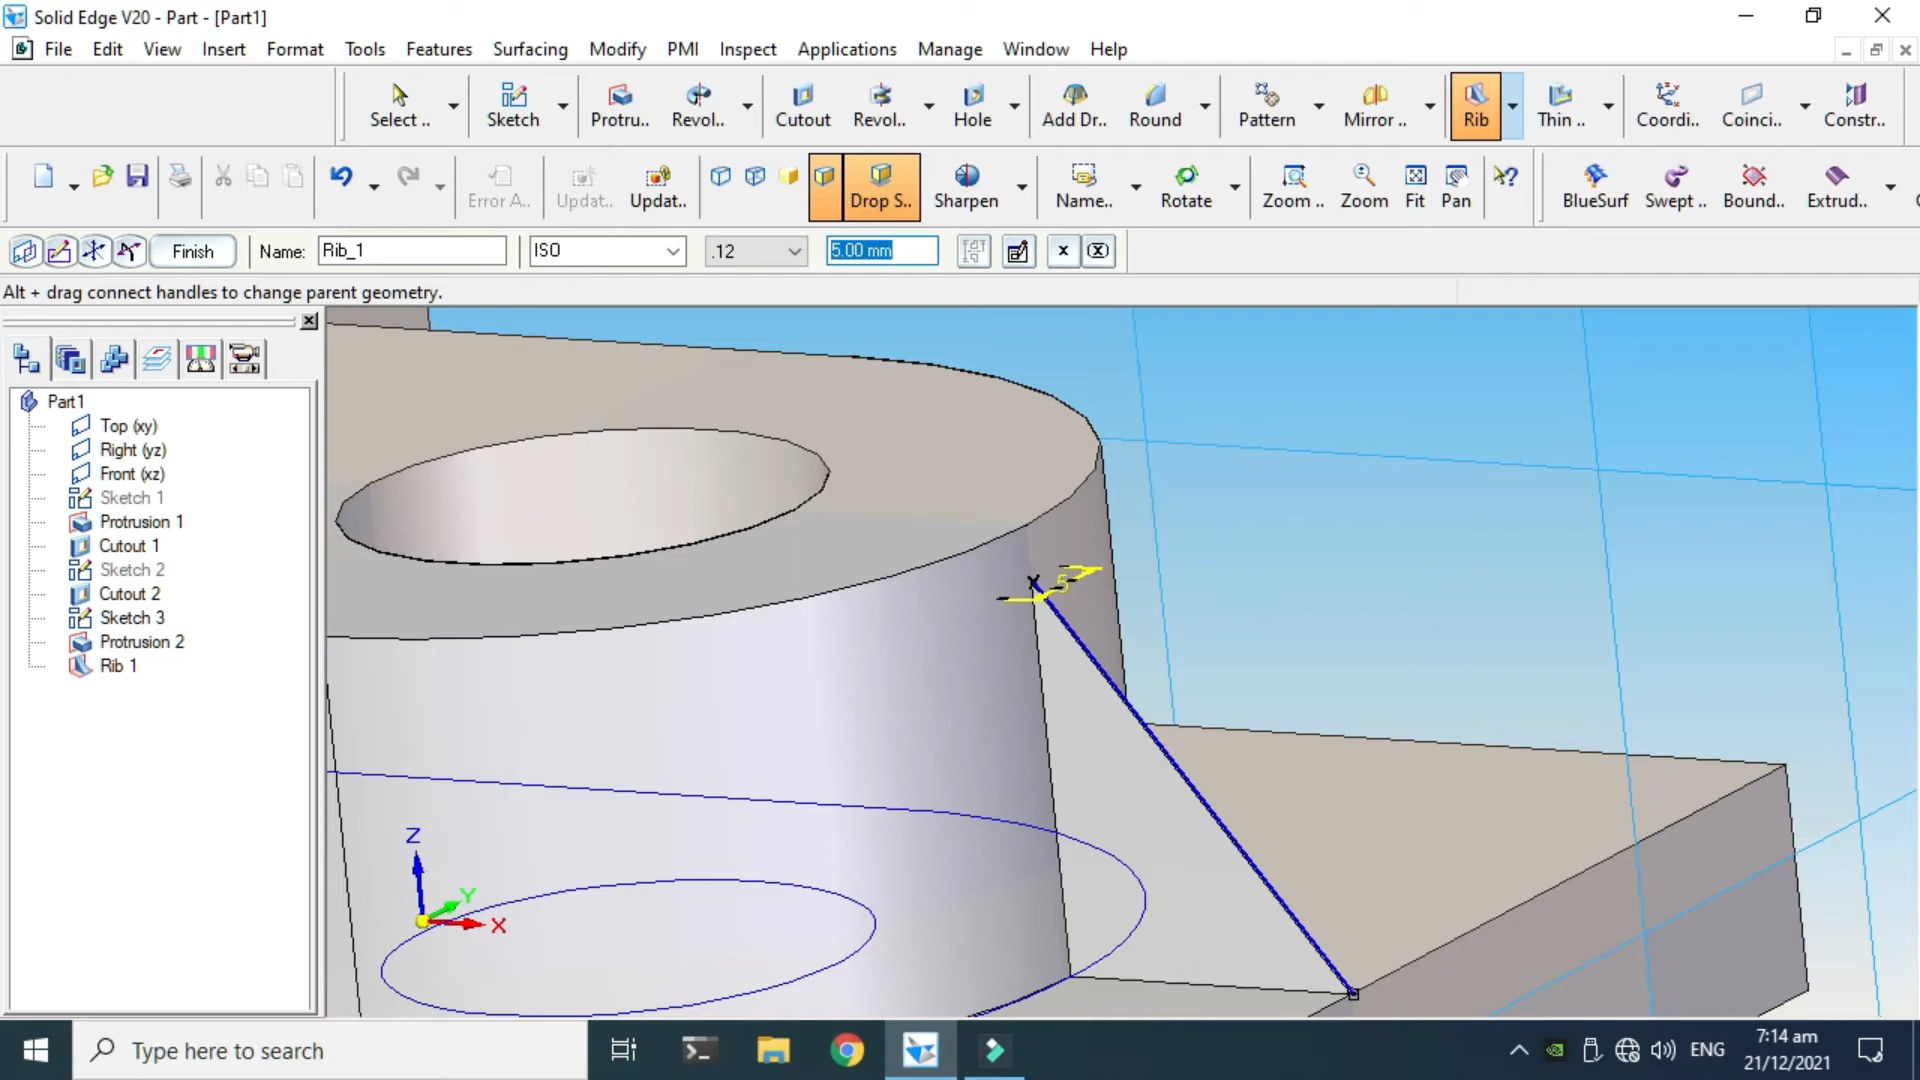 Solid Edge V20 - Part - [Part1]
File Edit View Insert Format Tools Features Surfacing Modify PMI Inspect Applications Manage Window Help
Select .. Sketch Protru.. Revol.. Cutout Revol.. Hole Add Dr.. Round Pattern Mirror .. Rib Thin .. Coordi.. Coinci.. Constr..
Error A.. Updat.. Updat.. Drop S.. Sharpen Name.. Rotate Zoom .. Zoom Fit Pan BlueSurf Swept .. Bound.. Extrud..
Finish Name: Rib_1 ISO .12 5.00 mm
Alt + drag connect handles to change parent geometry.
Part1
Top (xy)
Right (yz)
Front (xz)
Sketch 1
Protrusion 1
Cutout 1
Sketch 2
Cutout 2
Sketch 3
Protrusion 2
Rib 1
5
Z
Y
X
Type here to search
ENG
7:14 am
21/12/2021